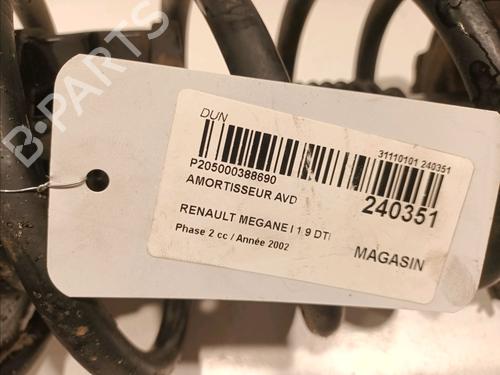 B-PARTS
DUN
31110101 240351
P205000388690
AMORTISSEUR AVD
240351
RENAULT MEGANE I 1.9 DTI
Phase 2 cc / Année 2002
MAGASIN